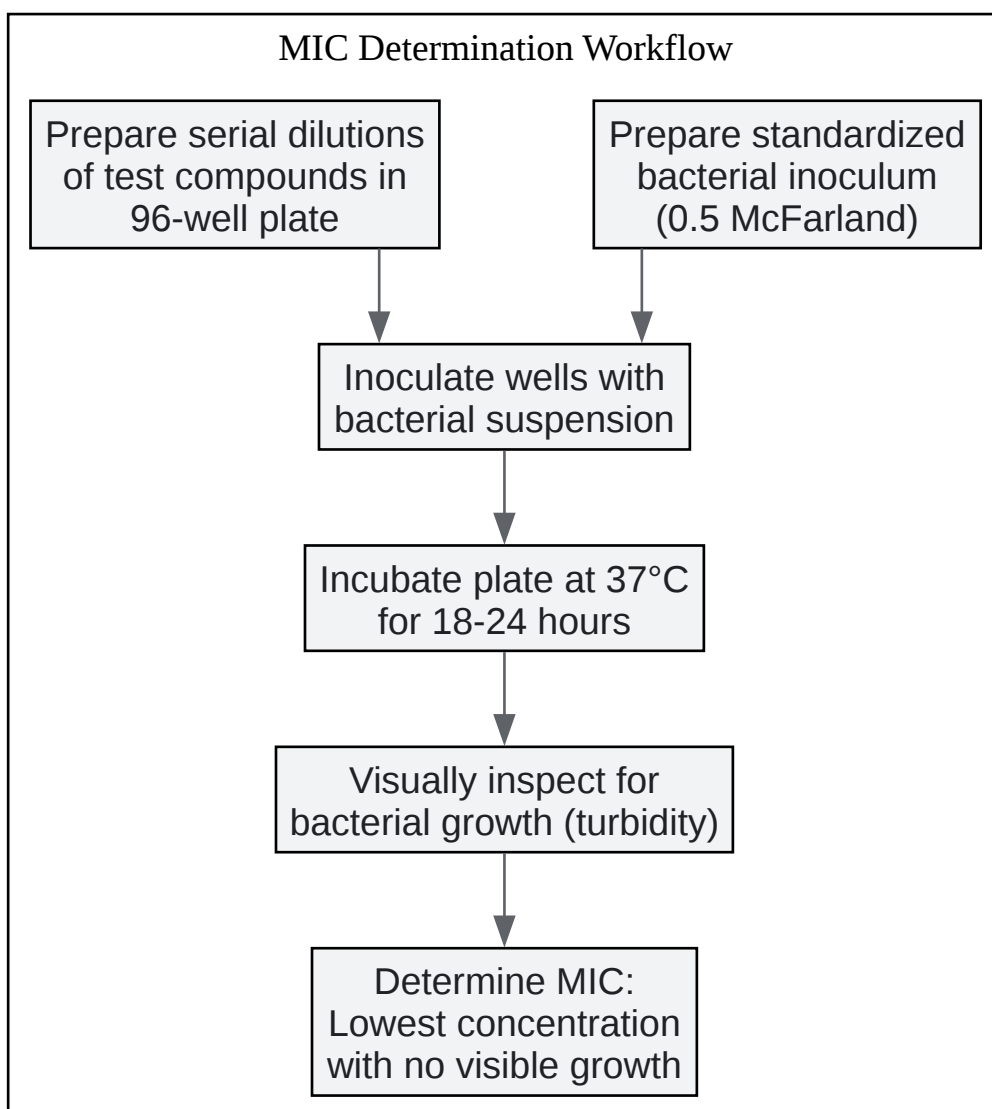 MIC Determination Workflow
Prepare serial dilutions
of test compounds in
96-well plate
Prepare standardized
bacterial inoculum
(0.5 McFarland)
Inoculate wells with
bacterial suspension
Incubate plate at 37°C
for 18-24 hours
Visually inspect for
bacterial growth (turbidity)
Determine MIC:
Lowest concentration
with no visible growth